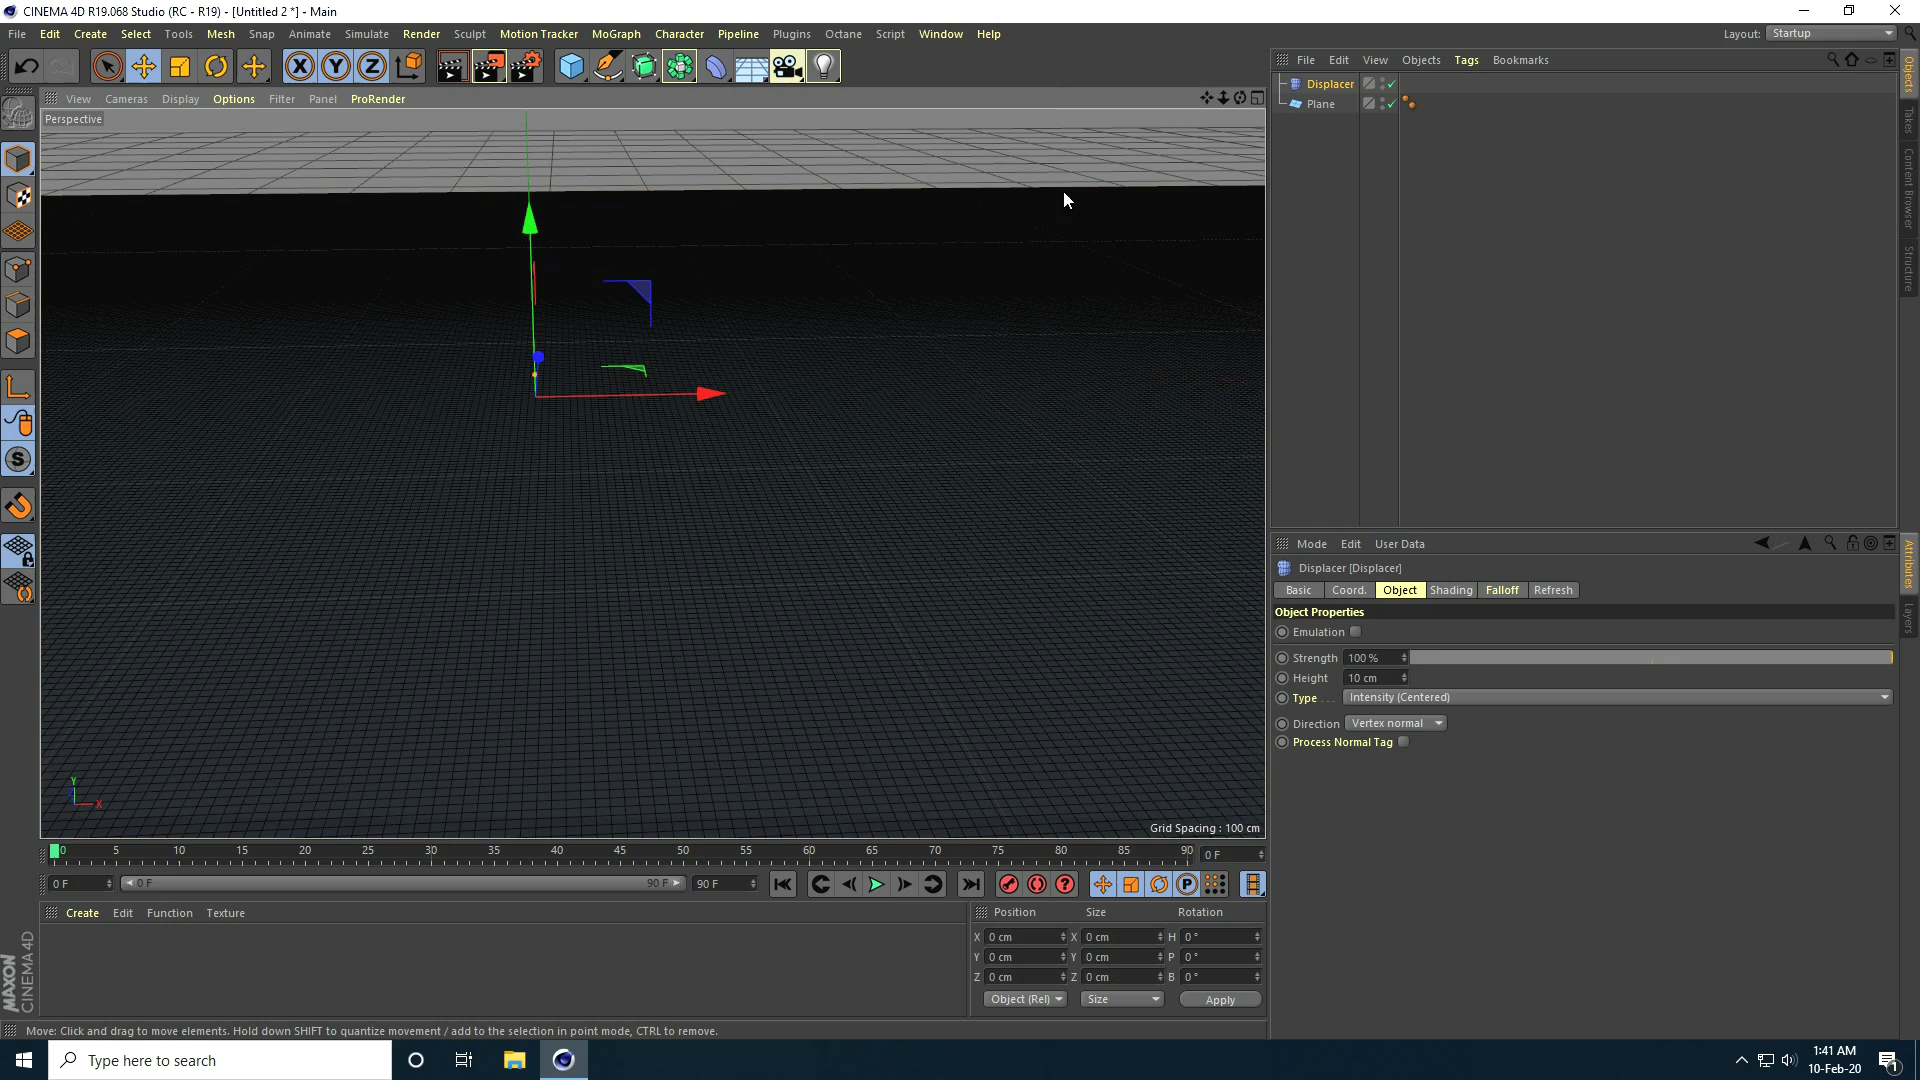 CINEMA 4D R19.068 Studio (RC - R19) - [Untitled 2 *] - Main
File Edit Create Select Tools Mesh Snap Animate Simulate Render Sculpt Motion Tracker MoGraph Character Pipeline Plugins Octane Script Window Help
Layout: Startup
X Y Z
View Cameras Display Options Filter Panel ProRender
Perspective
Y
X
Grid Spacing : 100 cm
0 5 10 15 20 25 30 35 40 45 50 55 60 65 70 75 80 85 90 0 F
0 F 0 F 90 F 90 F P
Create Edit Function Texture
Position Size Rotation
X 0 cm X 0 cm H 0 °
Y 0 cm Y 0 cm P 0 °
Z 0 cm Z 0 cm B 0 °
Object (Rel) Size Apply
MAXON CINEMA 4D
Move: Click and drag to move elements. Hold down SHIFT to quantize movement / add to the selection in point mode, CTRL to remove.
File Edit View Objects Tags Bookmarks
Displacer
Plane
Objects
Takes
Content Browser
Structure
Mode Edit User Data
Displacer [Displacer]
Basic Coord. Object Shading Falloff Refresh
Object Properties
Emulation
Strength 100 %
Height 10 cm
Type . . . Intensity (Centered)
Direction Vertex normal
Process Normal Tag
Attributes
Layers
Type here to search
1:41 AM
10-Feb-20
1